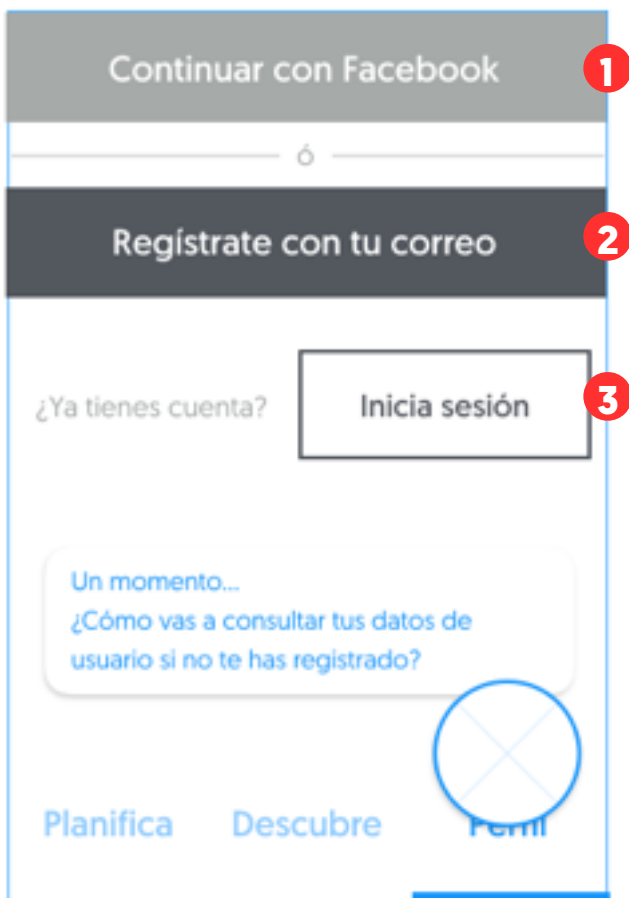 Continuar con Facebook
1
ó
Regístrate con tu correo
2
¿Ya tienes cuenta?
Inicia sesión
3
Un momento...
¿Cómo vas a consultar tus datos de
usuario si no te has registrado?
Planifica
Descubre
Perfil